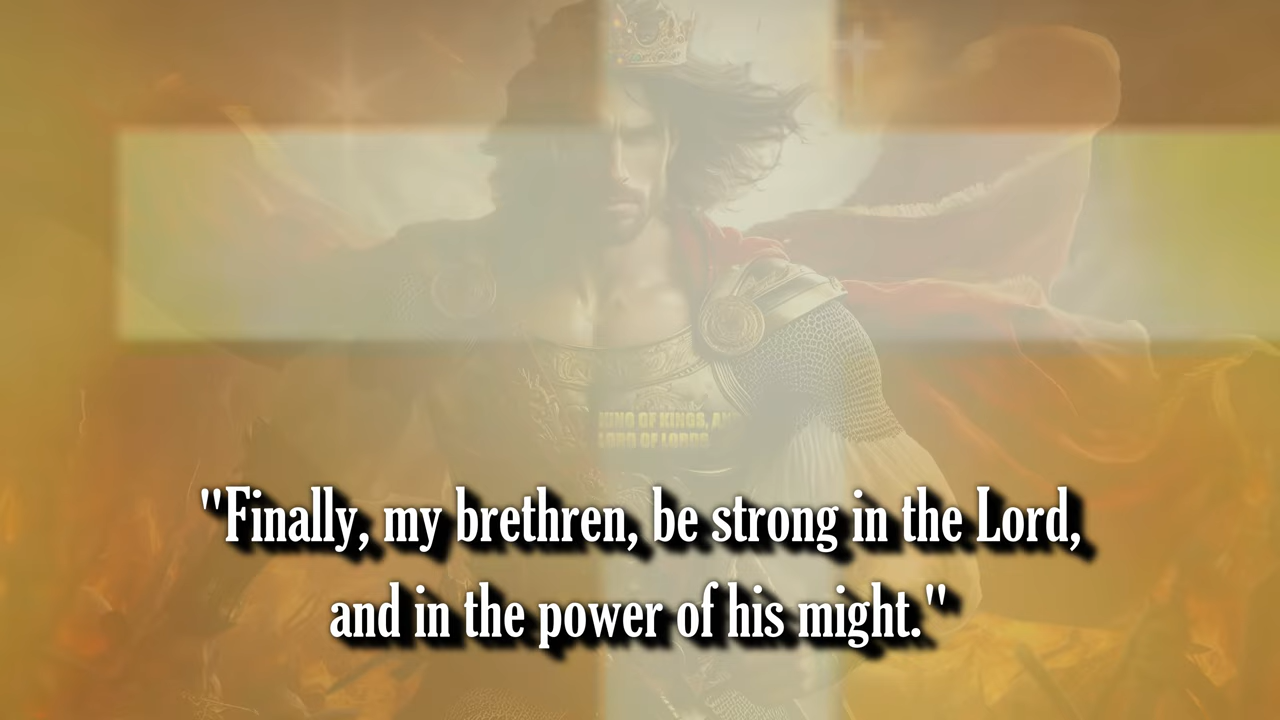 KING OF KINGS, AND
LORD OF LORDS
"Finally, my brethren, be strong in the Lord,
and in the power of his might."